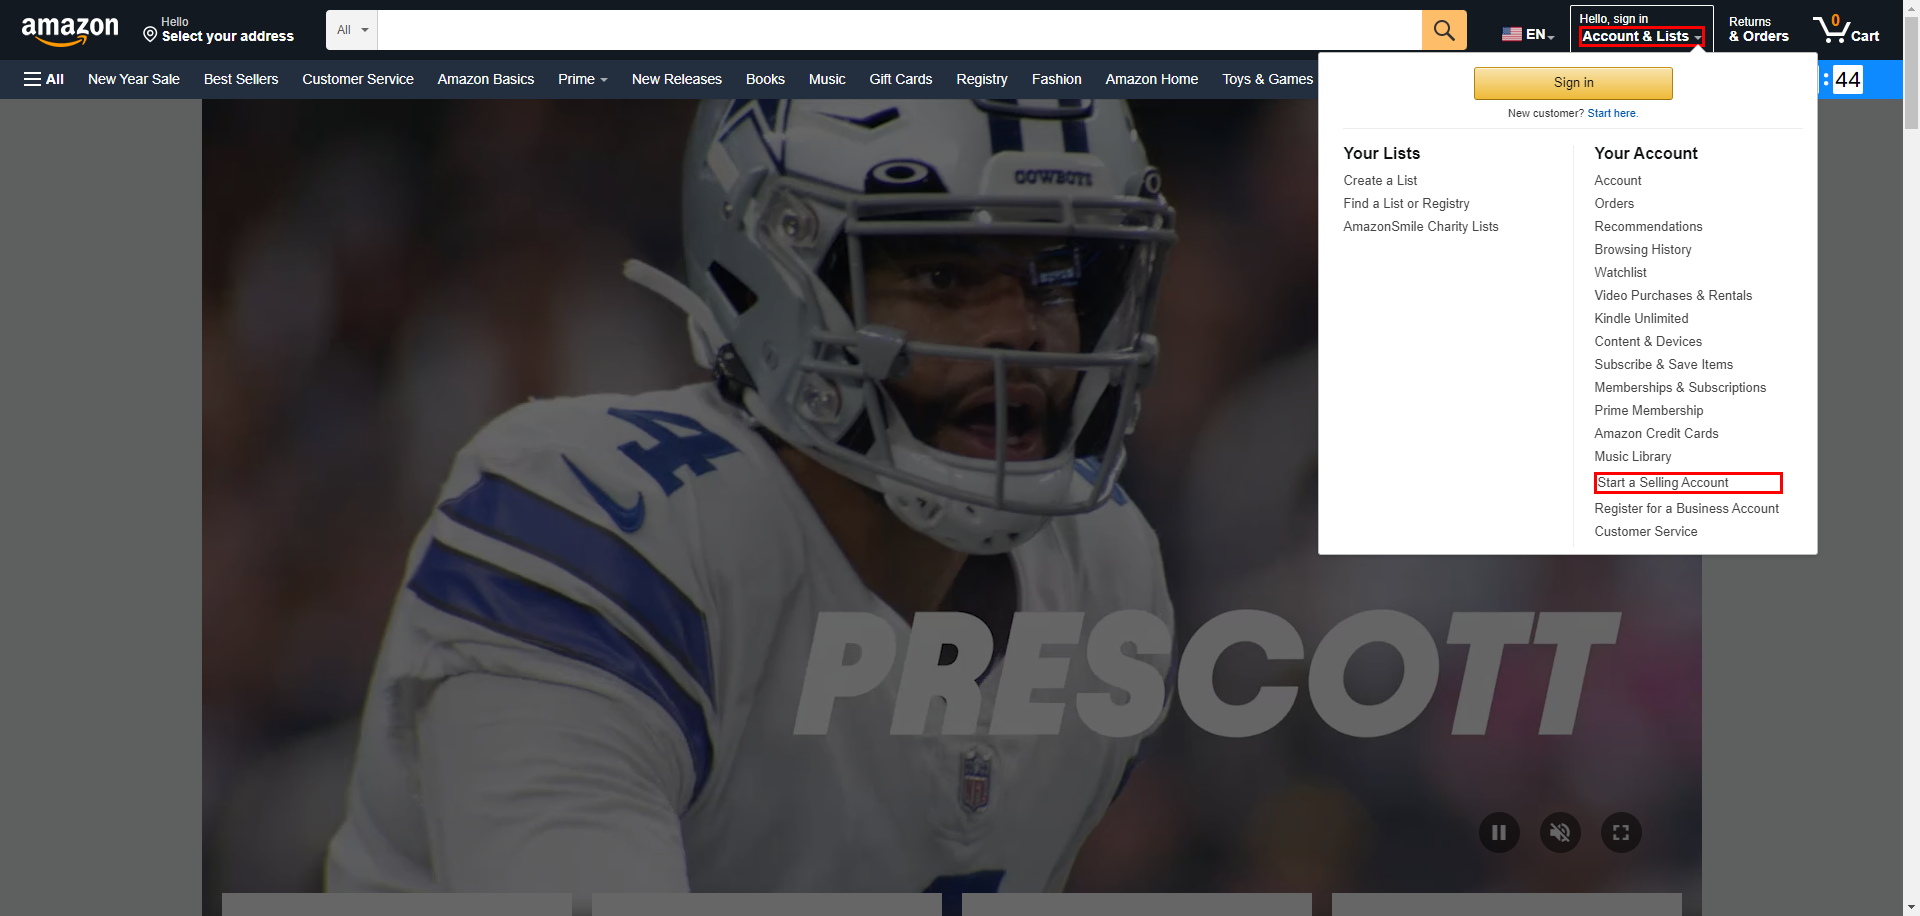 amazon
Hello
Select your address
All
EN
Hello, sign in
Account & Lists
Returns
& Orders
0
Cart
All
New Year Sale
Best Sellers
Customer Service
Amazon Basics
Prime
New Releases
Books
Music
Gift Cards
Registry
Fashion
Amazon Home
Toys & Games
: 44
Sign in
New customer? Start here.
Your Lists
Create a List
Find a List or Registry
AmazonSmile Charity Lists
Your Account
Account
Orders
Recommendations
Browsing History
Watchlist
Video Purchases & Rentals
Kindle Unlimited
Content & Devices
Subscribe & Save Items
Memberships & Subscriptions
Prime Membership
Amazon Credit Cards
Music Library
Start a Selling Account
Register for a Business Account
Customer Service
COWBOYS
4
PRESCOTT
NFL